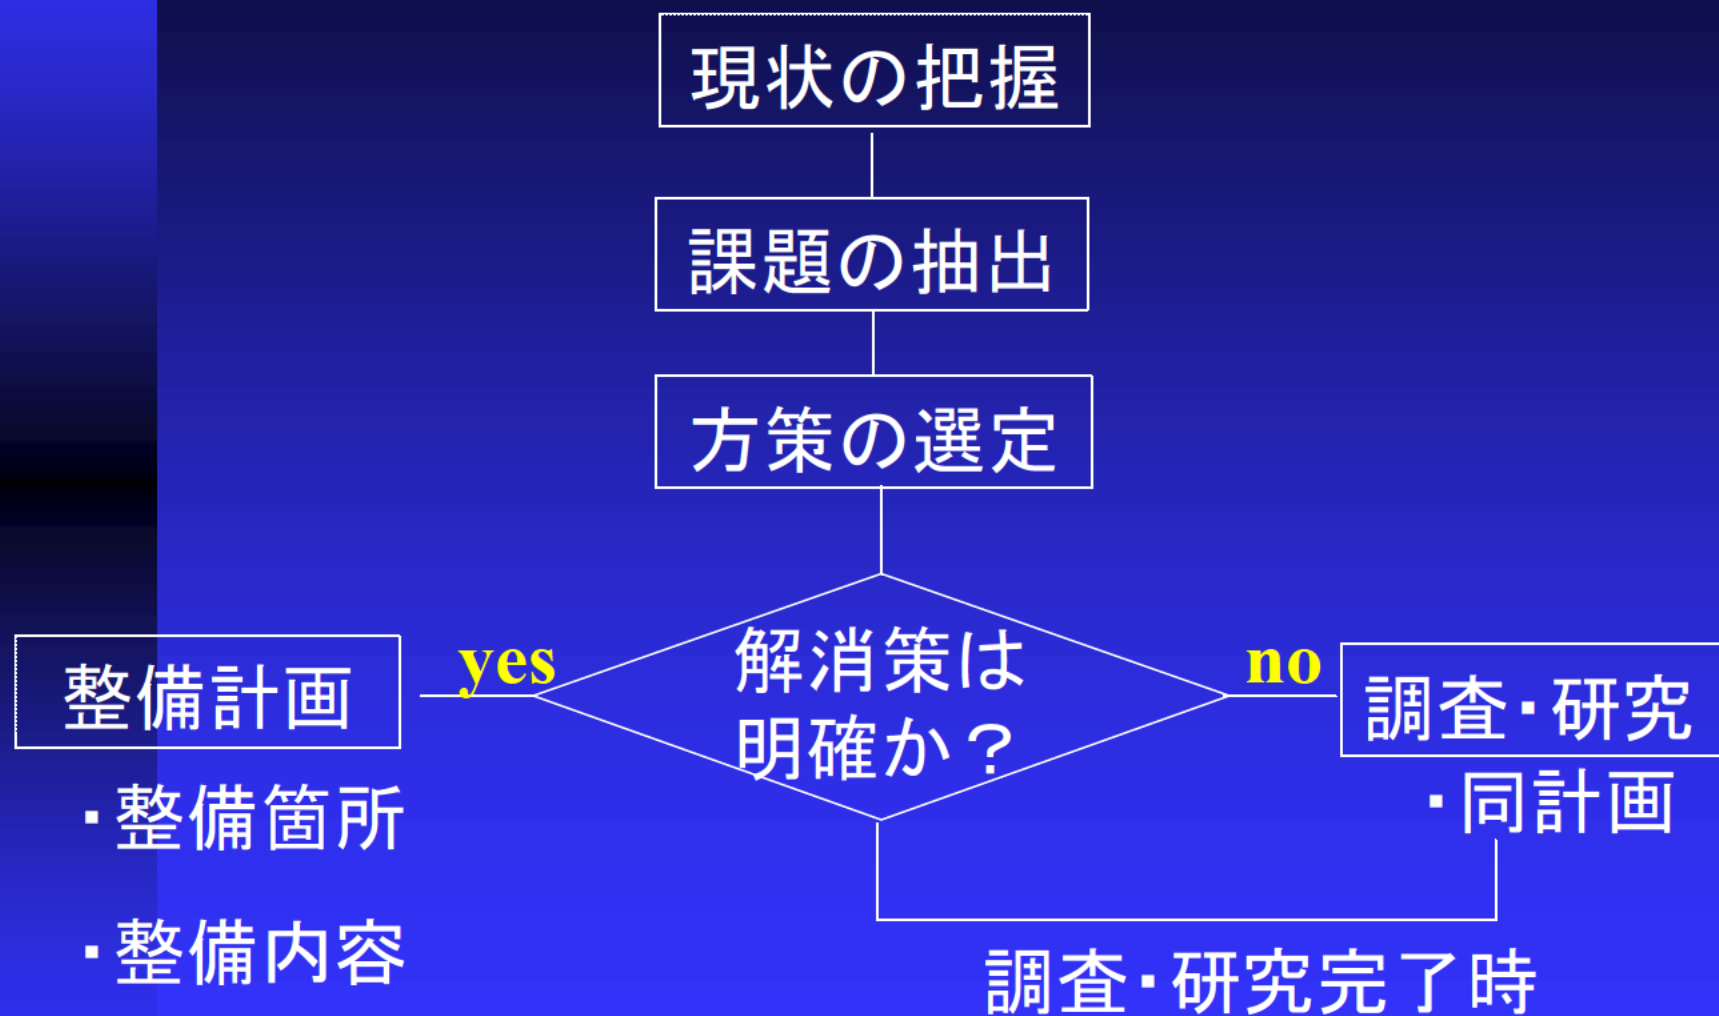 現状の把握
課題の抽出
方策の選定
解消策は
明確か？
yes
no
整備計画
・整備箇所
・整備内容
調査・研究
・同計画
調査・研究完了時